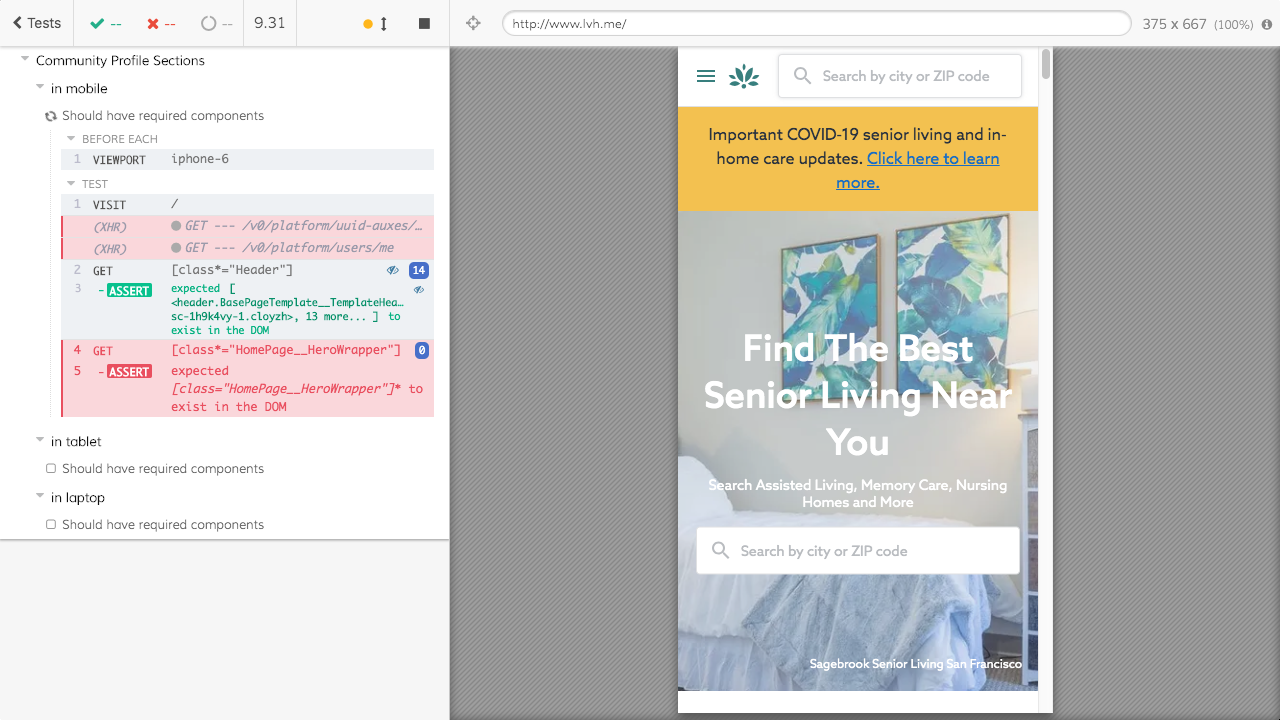 Tests
--
--
--
9.31
http://www.lvh.me/
375 x 667 (100%)
Community Profile Sections
in mobile
Should have required components
BEFORE EACH
1 VIEWPORT iphone-6
TEST
1 VISIT /
(XHR) GET --- /v0/platform/uuid-auxes/…
(XHR) GET --- /v0/platform/users/me
2 GET [class*="Header"] 14
3 - ASSERT expected [
<header.BasePageTemplate__TemplateHea…
sc-1h9k4vy-1.cloyzh>, 13 more... ] to
exist in the DOM
4 GET [class*="HomePage__HeroWrapper"] 0
5 - ASSERT expected
[class="HomePage__HeroWrapper"]* to
exist in the DOM
in tablet
Should have required components
in laptop
Should have required components
Search by city or ZIP code
Important COVID-19 senior living and in-
home care updates. Click here to learn
more.
Find The Best
Senior Living Near
You
Search Assisted Living, Memory Care, Nursing
Homes and More
Search by city or ZIP code
Sagebrook Senior Living San Francisco